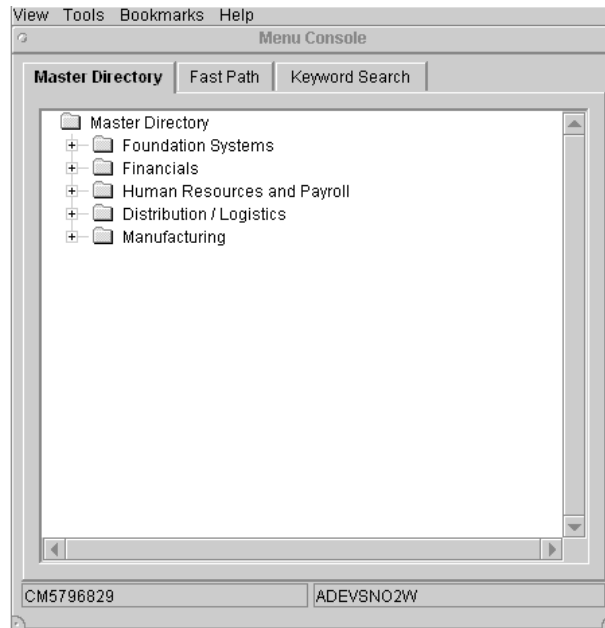 View Tools Bookmarks Help
Menu Console
Master Directory Fast Path Keyword Search
Master Directory
Foundation Systems
Financials
Human Resources and Payroll
Distribution / Logistics
Manufacturing
CM5796829 ADEVSNO2W